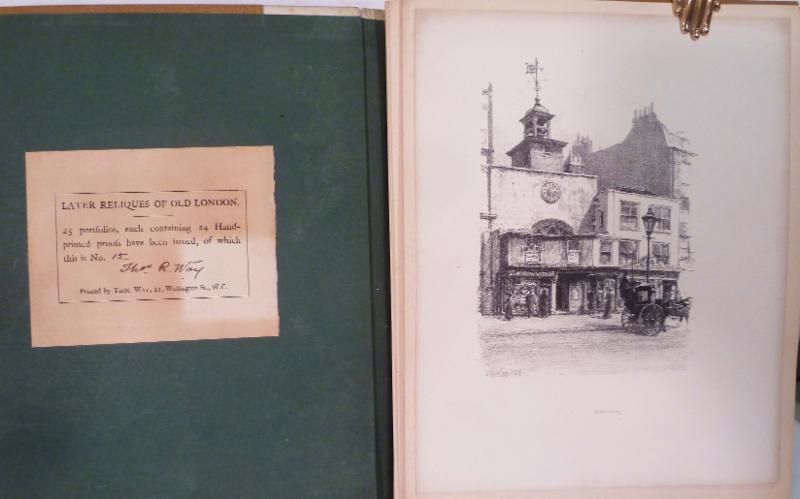 LATER RELIQUES OF OLD LONDON.
25 portfolios, each containing 24 Hand-
printed proofs have been issued, of which
this is No. 15
Thos R. Way
Printed by THOS. WAY, 21, Wellington St., W.C.